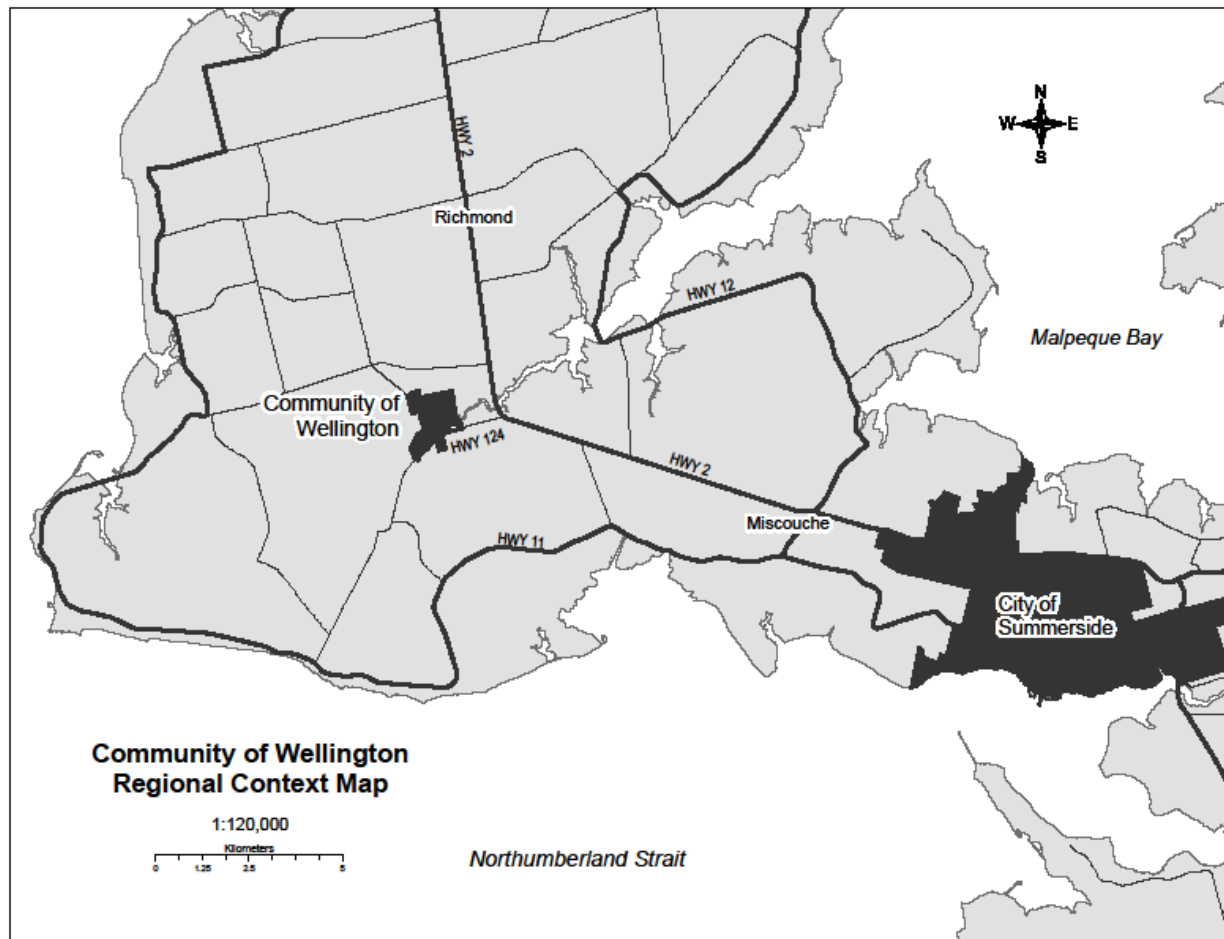 N
W E
S
HWY 2
Richmond
HWY 12
Malpeque Bay
Community of
Wellington
HWY 124
HWY 2
Miscouche
HWY 11
City of
Summerside
Community of Wellington
Regional Context Map
1:120,000
Kilometers
0 1.25 2.5 5
Northumberland Strait